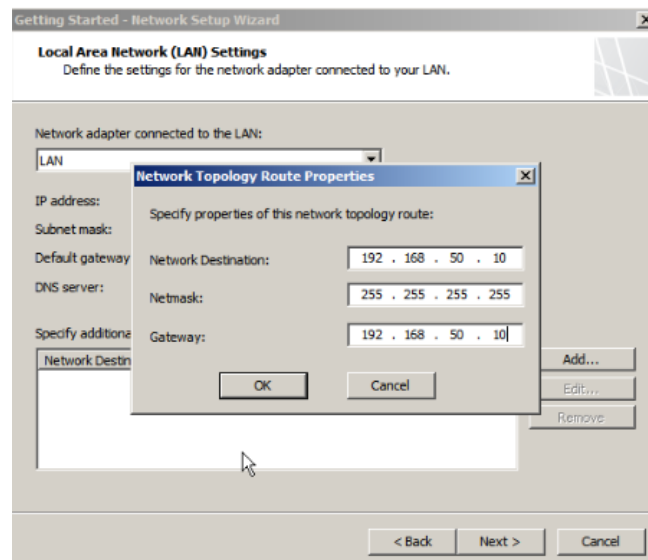 Getting Started - Network Setup Wizard
Local Area Network (LAN) Settings
Define the settings for the network adapter connected to your LAN.
Network adapter connected to the LAN:
LAN
Network Topology Route Properties
IP address:
Specify properties of this network topology route:
Subnet mask:
Default gateway
Network Destination:
192 . 168 . 50 . 10
DNS server:
Netmask:
255 . 255 . 255 . 255
Specify additiona
Gateway:
192 . 168 . 50 . 10
Network Destin
Add...
OK
Cancel
Edit...
Remove
< Back
Next >
Cancel